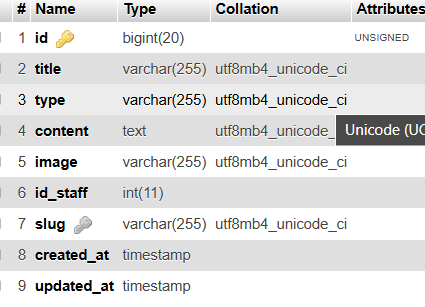 # Name Type Collation Attributes
1 id bigint(20) UNSIGNED
2 title varchar(255) utf8mb4_unicode_ci
3 type varchar(255) utf8mb4_unicode_ci
4 content text utf8mb4_unicode_ci Unicode (UC
5 image varchar(255) utf8mb4_unicode_ci
6 id_staff int(11)
7 slug varchar(255) utf8mb4_unicode_ci
8 created_at timestamp
9 updated_at timestamp